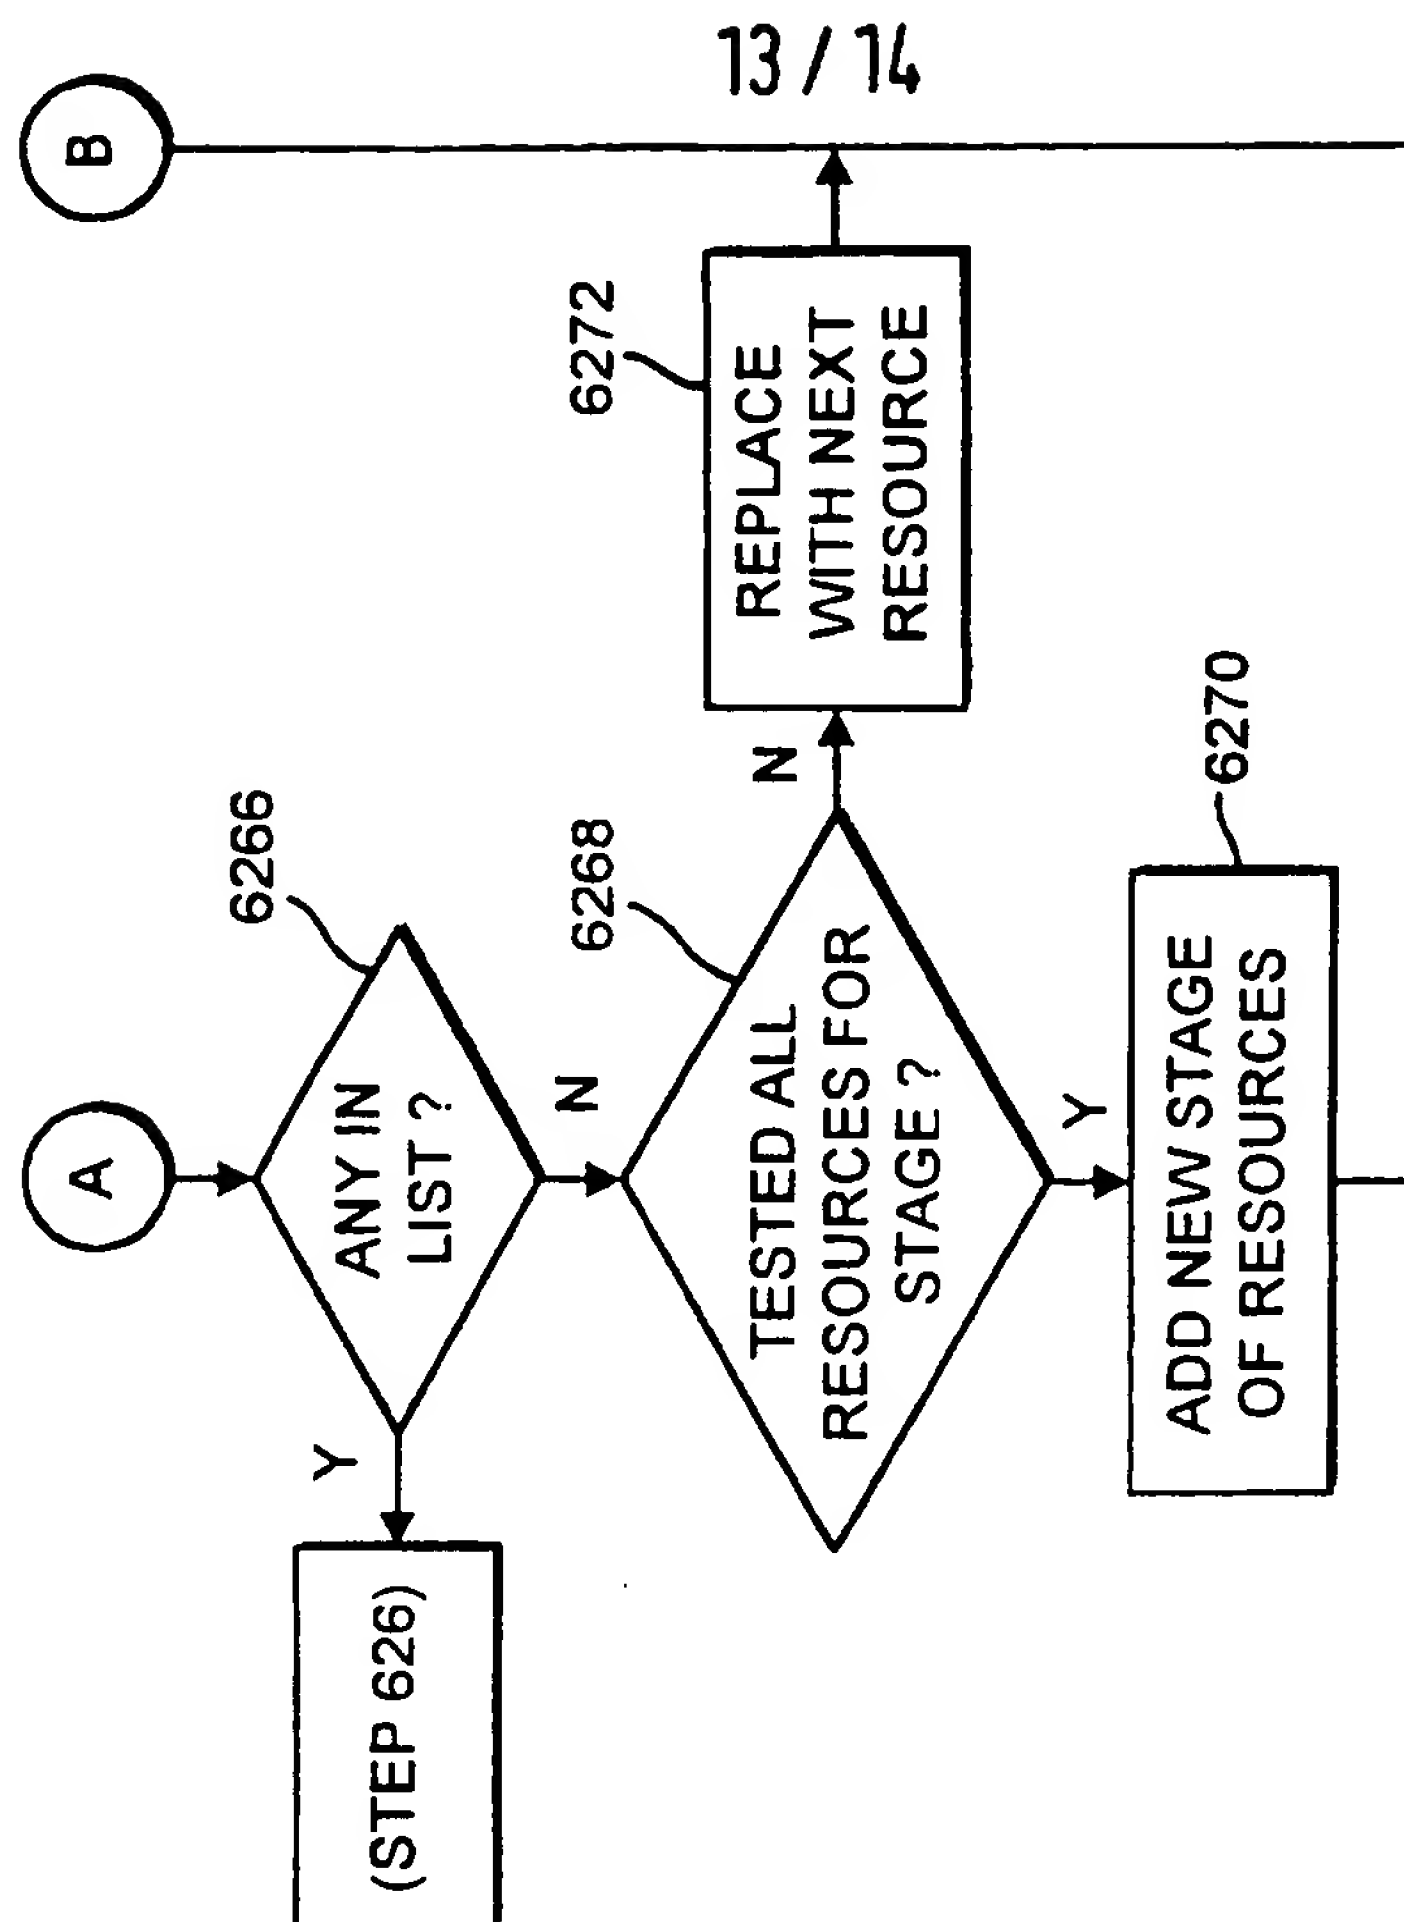 13 / 14
A
B
6266
ANY IN
LIST ?
Y
(STEP 626)
N
6268
TESTED ALL
RESOURCES FOR
STAGE ?
N
6272
REPLACE
WITH NEXT
RESOURCE
Y
6270
ADD NEW STAGE
OF RESOURCES